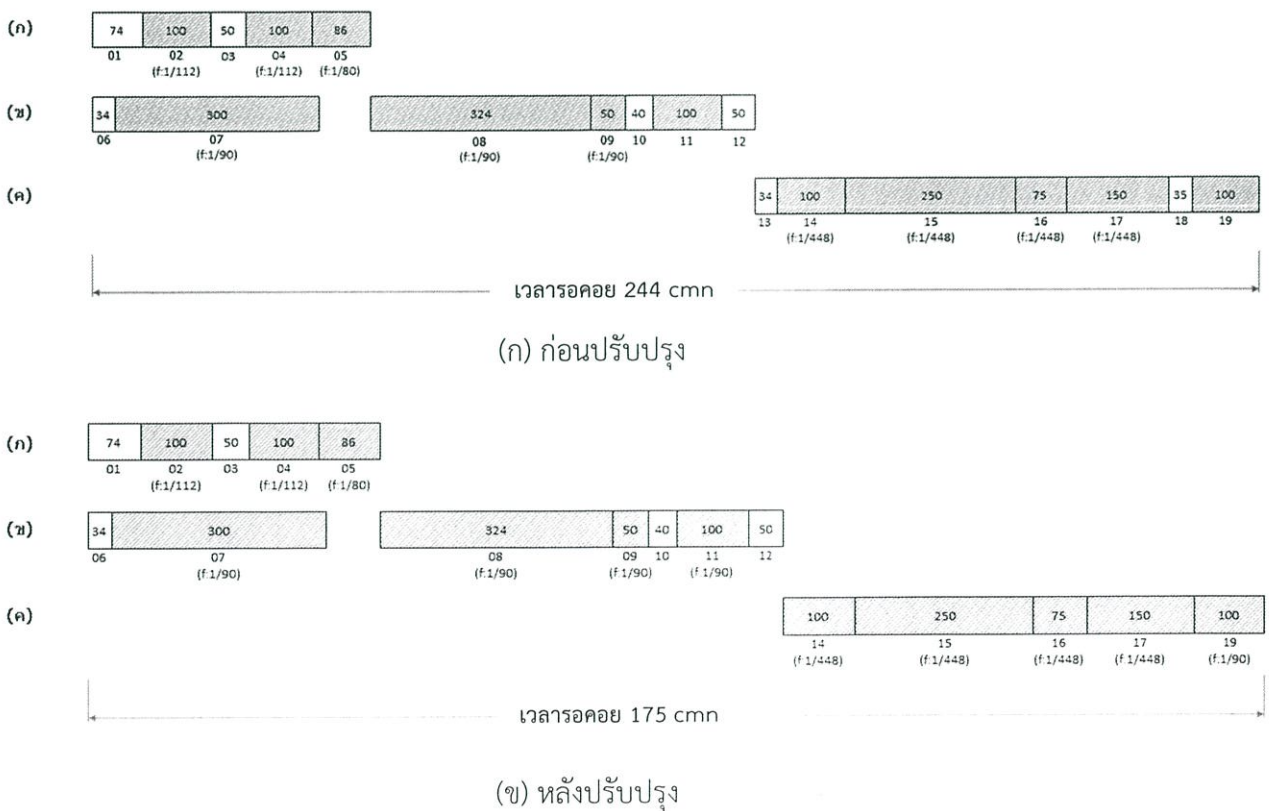 (ก) 74 100 50 100 86
01 02 03 04 05
(f:1/112) (f:1/112) (f:1/80)
(ข) 34 300 324 50 40 100 50
06 07 08 09 10 11 12
(f:1/90) (f:1/90) (f:1/90)
(ค) 34 100 250 75 150 35 100
13 14 15 16 17 18 19
(f:1/448) (f:1/448) (f:1/448) (f:1/448)
เวลารอคอย 244 cmn
(ก) ก่อนปรับปรุง
(ก) 74 100 50 100 86
01 02 03 04 05
(f:1/112) (f:1/112) (f:1/80)
(ข) 34 300 324 50 40 100 50
06 07 08 09 10 11 12
(f:1/90) (f:1/90) (f:1/90) (f:1/90)
(ค) 100 250 75 150 100
14 15 16 17 19
(f:1/448) (f:1/448) (f:1/448) (f:1/448) (f:1/90)
เวลารอคอย 175 cmn
(ข) หลังปรับปรุง